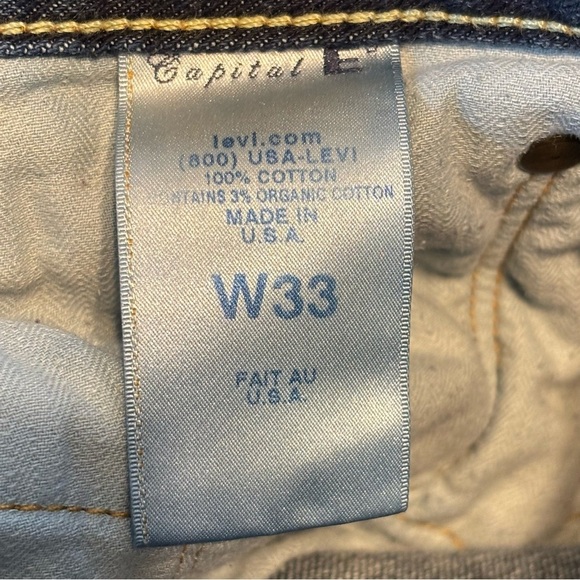 Capital E
levi.com
(800) USA-LEVI
100% COTTON
CONTAINS 3% ORGANIC COTTON
MADE IN
U.S.A.
W33
FAIT AU
U.S.A.